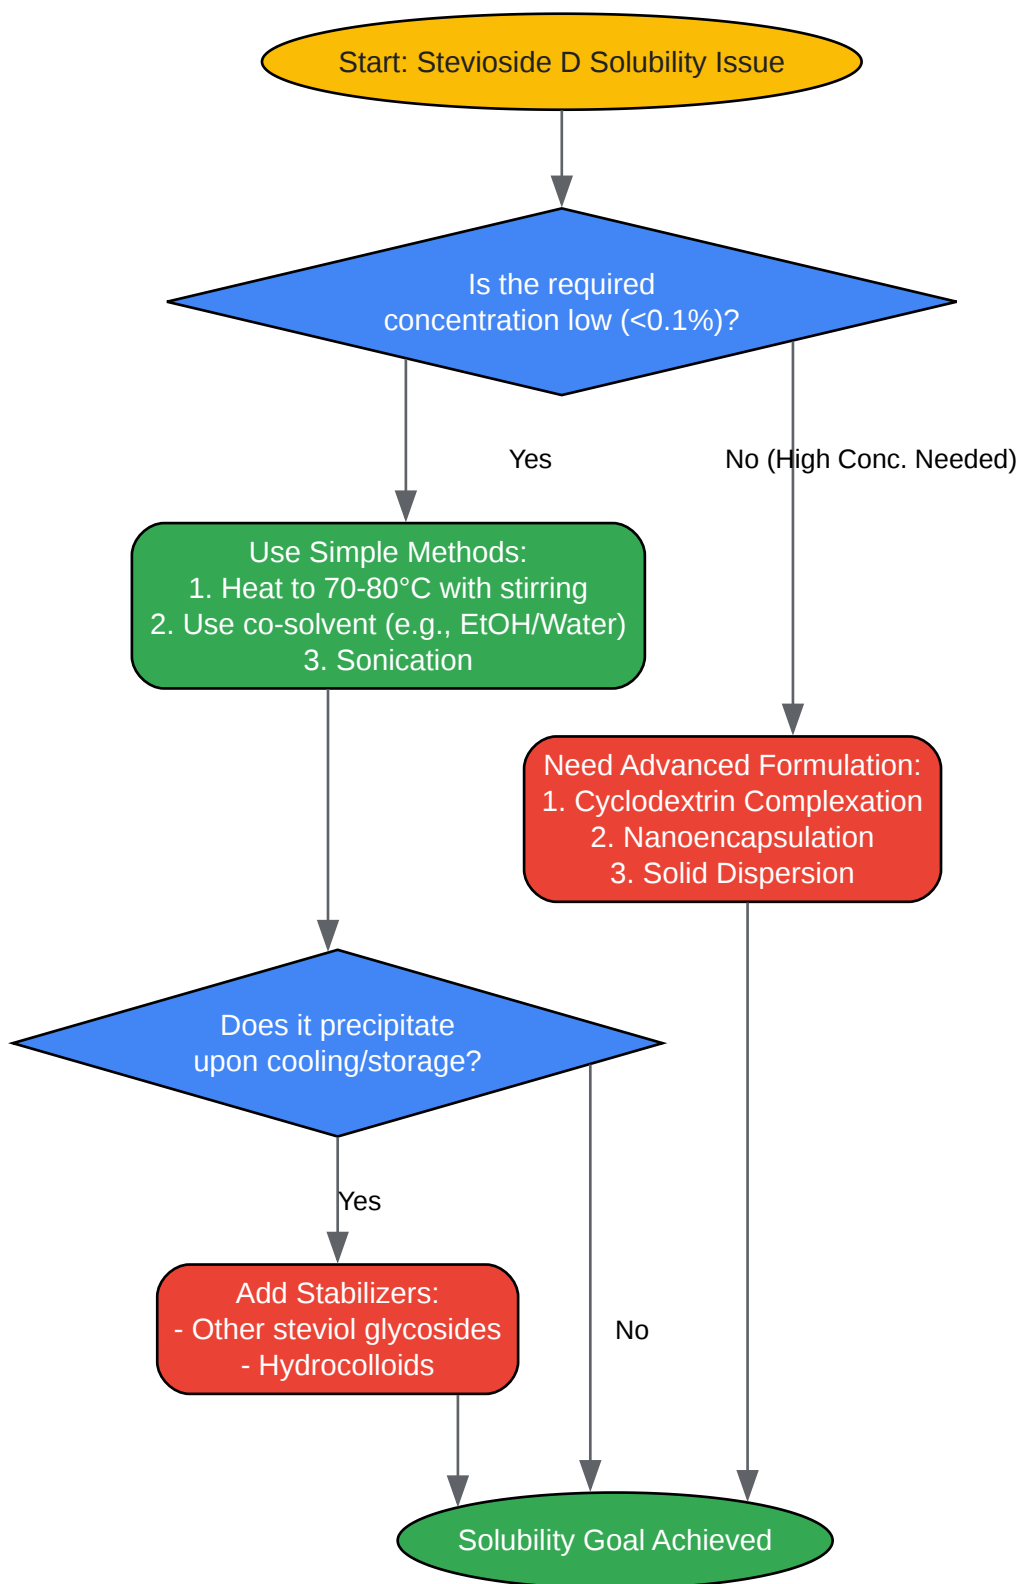 Start: Stevioside D Solubility Issue
Is the required
concentration low (<0.1%)?
Yes
No (High Conc. Needed)
Use Simple Methods:
1. Heat to 70-80°C with stirring
2. Use co-solvent (e.g., EtOH/Water)
3. Sonication
Need Advanced Formulation:
1. Cyclodextrin Complexation
2. Nanoencapsulation
3. Solid Dispersion
Does it precipitate
upon cooling/storage?
Yes
Add Stabilizers:
- Other steviol glycosides
- Hydrocolloids
No
Solubility Goal Achieved